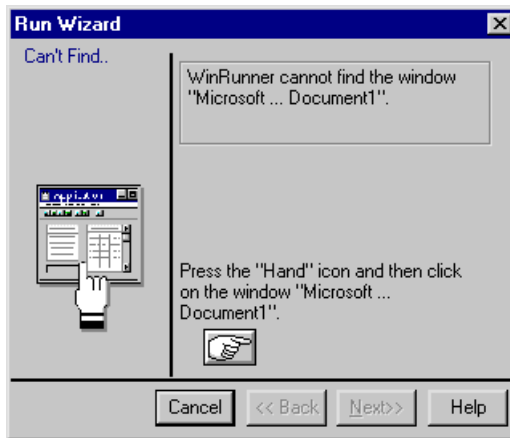 Run Wizard
Can't Find..
WinRunner cannot find the window
"Microsoft ... Document1".
Press the "Hand" icon and then click
on the window "Microsoft ...
Document1".
Cancel
<< Back
Next>>
Help